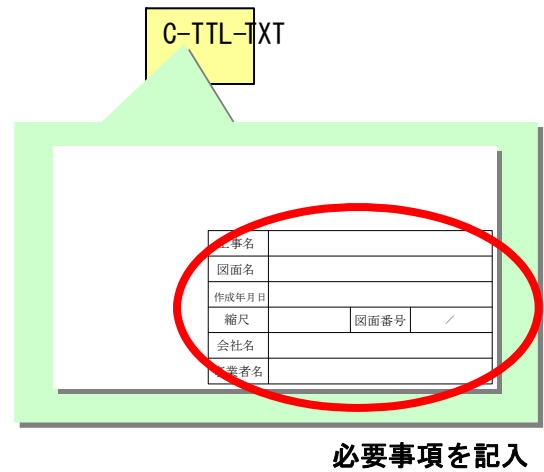 C-TTL-TXT
工事名
図面名
作成年月日
縮尺 図面番号 ／
会社名
事業者名
必要事項を記入